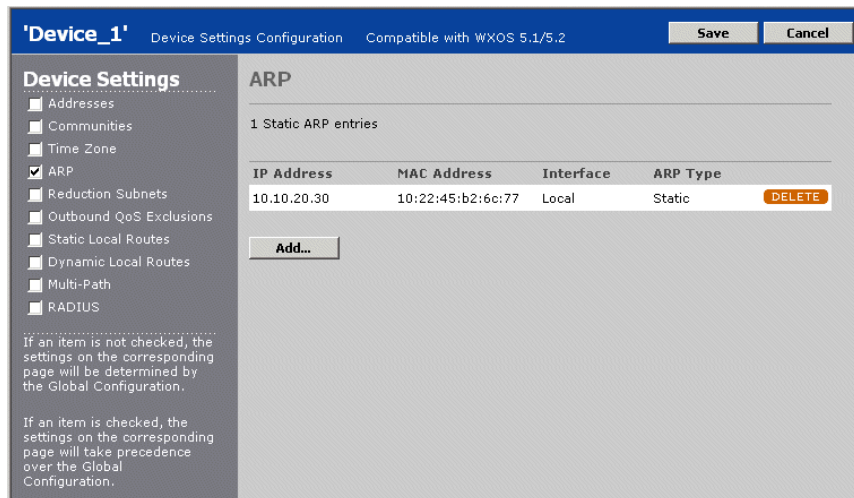 'Device_1' Device Settings Configuration Compatible with WXOS 5.1/5.2 Save Cancel
Device Settings
Addresses
Communities
Time Zone
ARP
Reduction Subnets
Outbound QoS Exclusions
Static Local Routes
Dynamic Local Routes
Multi-Path
RADIUS
If an item is not checked, the
settings on the corresponding
page will be determined by
the Global Configuration.
If an item is checked, the
settings on the corresponding
page will take precedence
over the Global
Configuration.
ARP
1 Static ARP entries
IP Address MAC Address Interface ARP Type
10.10.20.30 10:22:45:b2:6c:77 Local Static DELETE
Add...